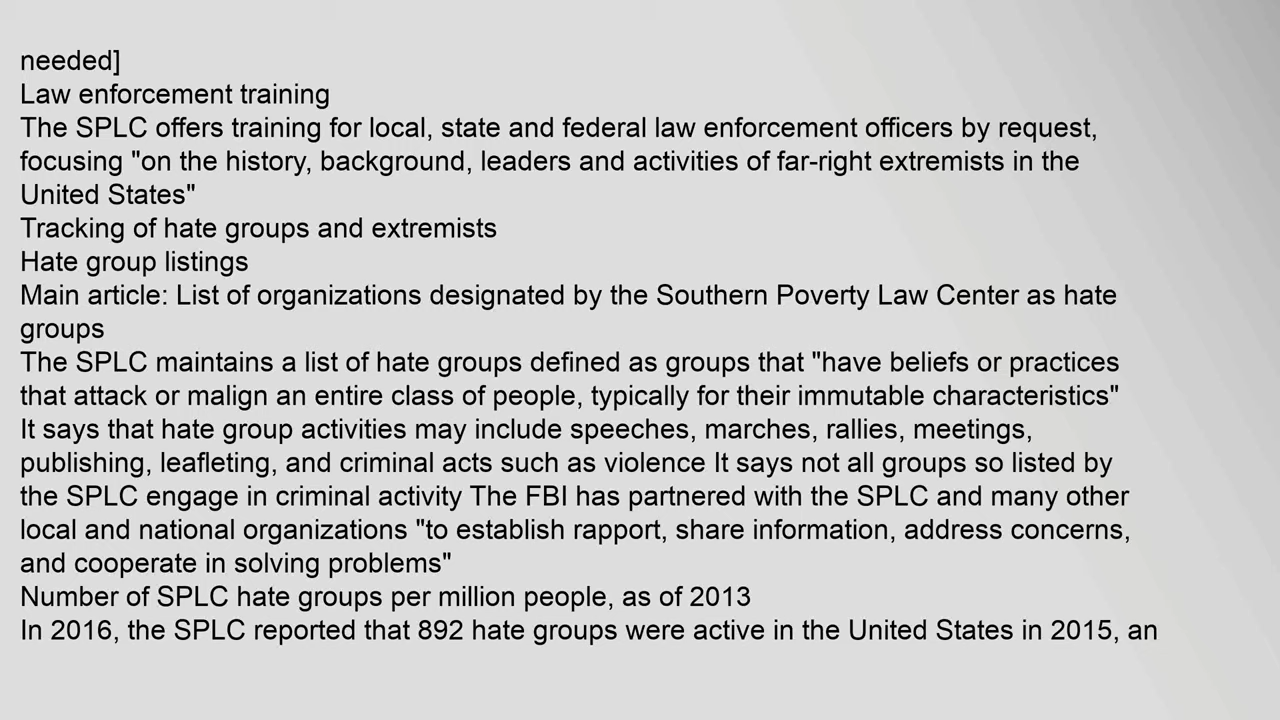 needed]
Law enforcement training
The SPLC offers training for local, state and federal law enforcement officers by request,
focusing "on the history, background, leaders and activities of far-right extremists in the
United States"
Tracking of hate groups and extremists
Hate group listings
Main article: List of organizations designated by the Southern Poverty Law Center as hate
groups
The SPLC maintains a list of hate groups defined as groups that "have beliefs or practices
that attack or malign an entire class of people, typically for their immutable characteristics"
It says that hate group activities may include speeches, marches, rallies, meetings,
publishing, leafleting, and criminal acts such as violence It says not all groups so listed by
the SPLC engage in criminal activity The FBI has partnered with the SPLC and many other
local and national organizations "to establish rapport, share information, address concerns,
and cooperate in solving problems"
Number of SPLC hate groups per million people, as of 2013
In 2016, the SPLC reported that 892 hate groups were active in the United States in 2015, an